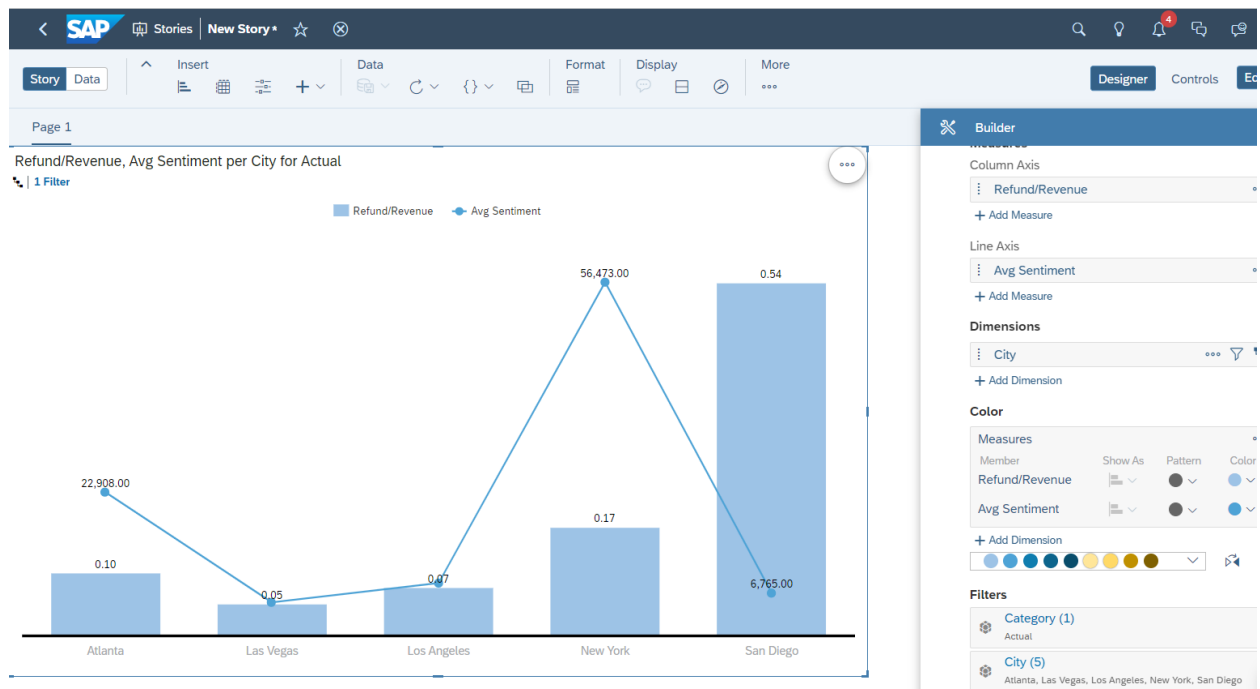 SAP Stories New Story * 4
Story Data Insert Data Format Display More Designer Controls
Page 1
Builder
Refund/Revenue, Avg Sentiment per City for Actual
1 Filter
Refund/Revenue Avg Sentiment
56,473.00
0.54
22,908.00
0.17
0.10
0.05
0.07
6,765.00
Atlanta Las Vegas Los Angeles New York San Diego
Measures
Column Axis
Refund/Revenue
+ Add Measure
Line Axis
Avg Sentiment
+ Add Measure
Dimensions
City
+ Add Dimension
Color
Measures
Member Show As Pattern Color
Refund/Revenue
Avg Sentiment
+ Add Dimension
Filters
Category (1)
Actual
City (5)
Atlanta, Las Vegas, Los Angeles, New York, San Diego